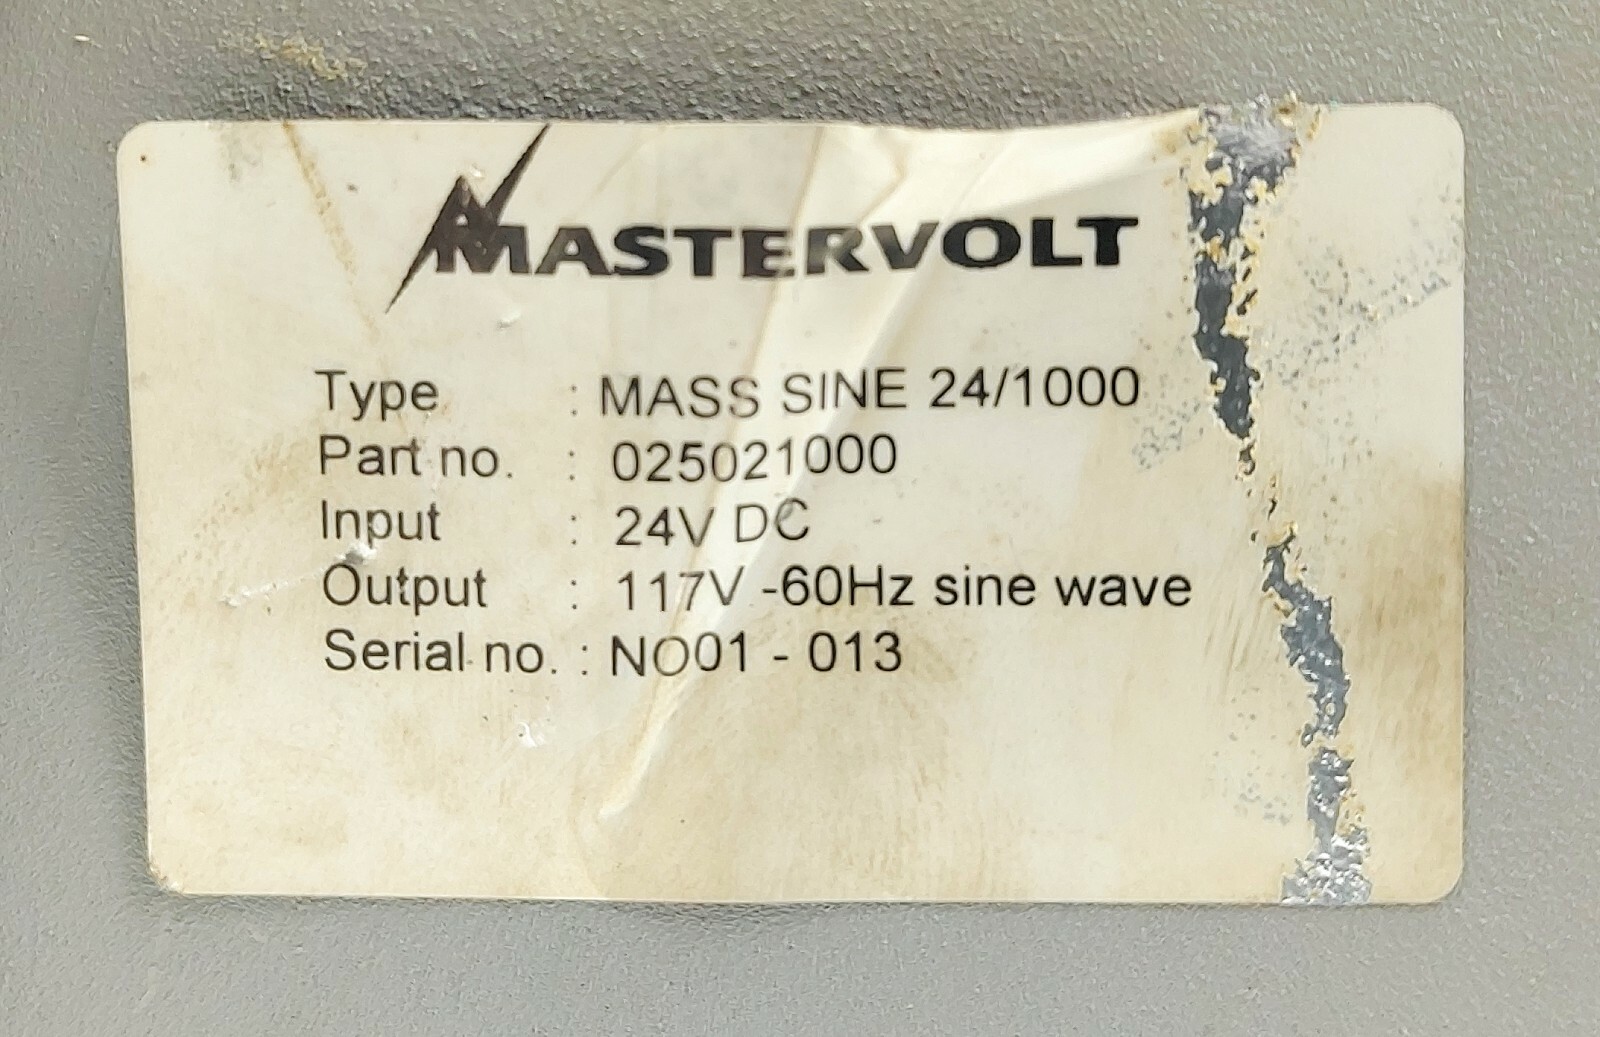 MASTERVOLT
Type : MASS SINE 24/1000
Part no. : 025021000
Input : 24V DC
Output : 117V -60Hz sine wave
Serial no. : NO01 - 013